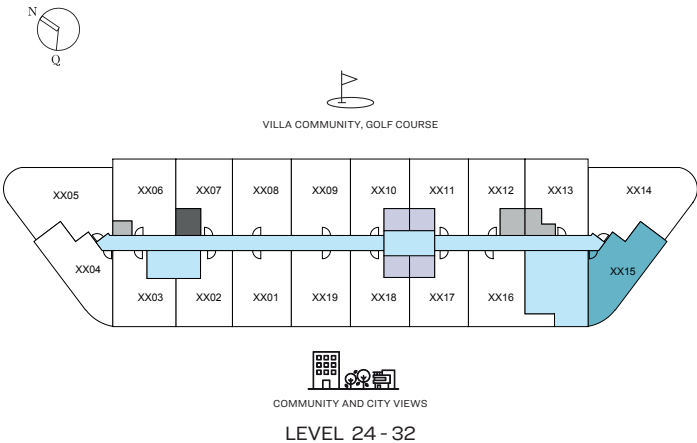 N
Q
VILLA COMMUNITY, GOLF COURSE
XX05
XX06
XX07
XX08
XX09
XX10
XX11
XX12
XX13
XX14
XX04
XX03
XX02
XX01
XX19
XX18
XX17
XX16
XX15
COMMUNITY AND CITY VIEWS
LEVEL 24 - 32